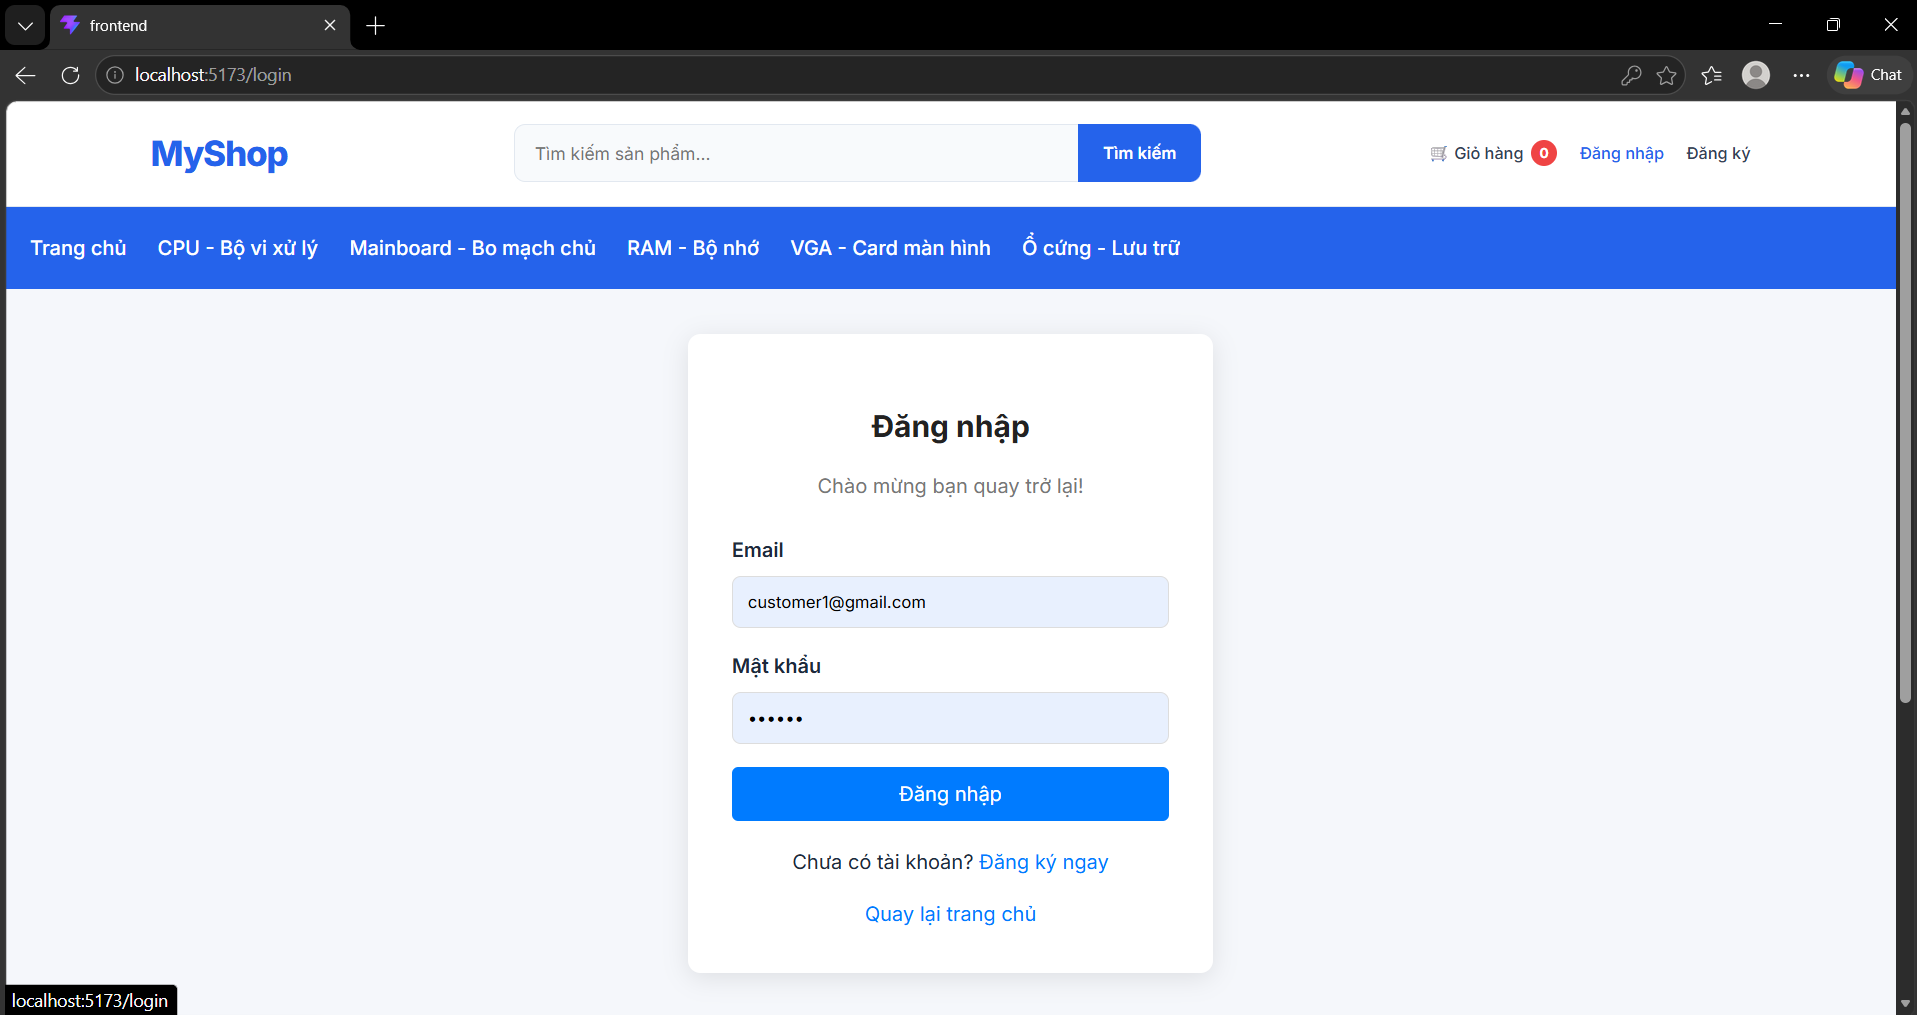 frontend
localhost:5173/login
Chat
MyShop
Tìm kiếm sản phẩm...
Tìm kiếm
Giỏ hàng 0
Đăng nhập
Đăng ký
Trang chủ
CPU - Bộ vi xử lý
Mainboard - Bo mạch chủ
RAM - Bộ nhớ
VGA - Card màn hình
Ổ cứng - Lưu trữ
Đăng nhập
Chào mừng bạn quay trở lại!
Email
customer1@gmail.com
Mật khẩu
••••••
Đăng nhập
Chưa có tài khoản? Đăng ký ngay
Quay lại trang chủ
localhost:5173/login